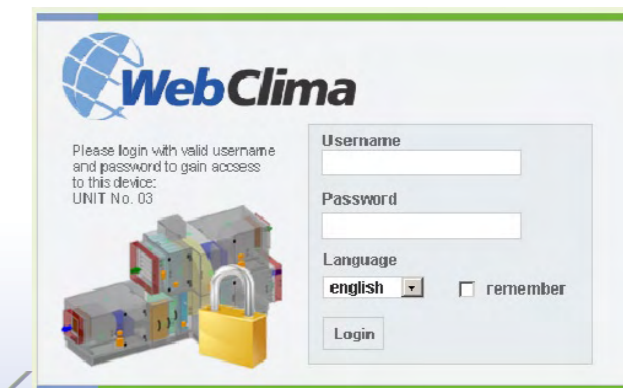 WebClima
Please login with valid username
and password to gain accsess
to this device:
UNIT No. 03
Username
Password
Language
english
remember
Login